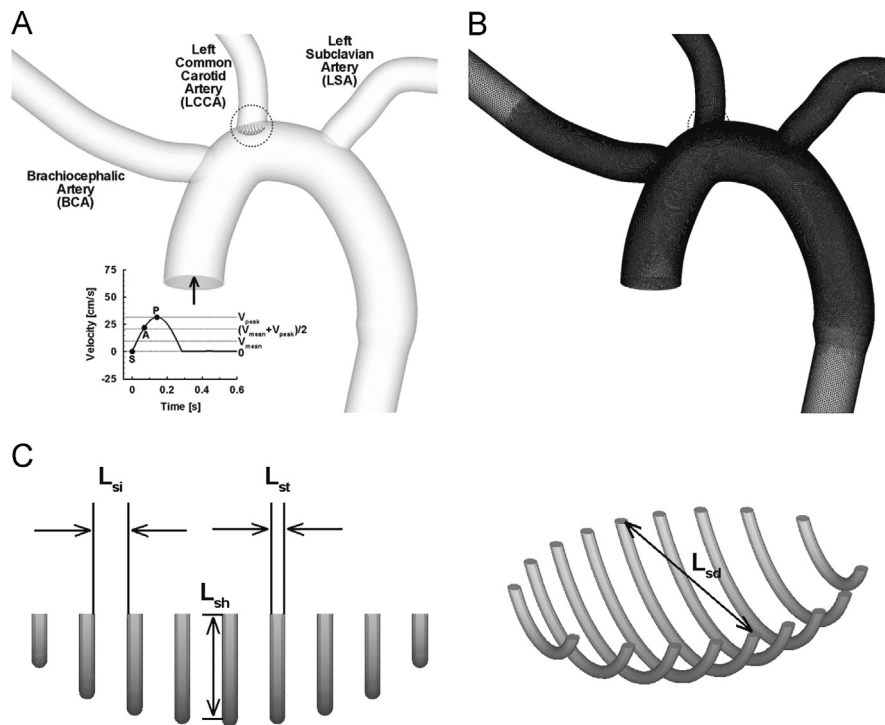 A
B
Left
Common
Carotid
Artery
(LCCA)
Left
Subclavian
Artery
(LSA)
Brachiocephalic
Artery
(BCA)
75
50
25
0
-25
Velocity [cm/s]
S
A
P
Vpeak
(Vmean+Vpeak)/2
Vmean
0
0 0.2 0.4 0.6
Time [s]
C
Lsi
Lst
Lsh
Lsd